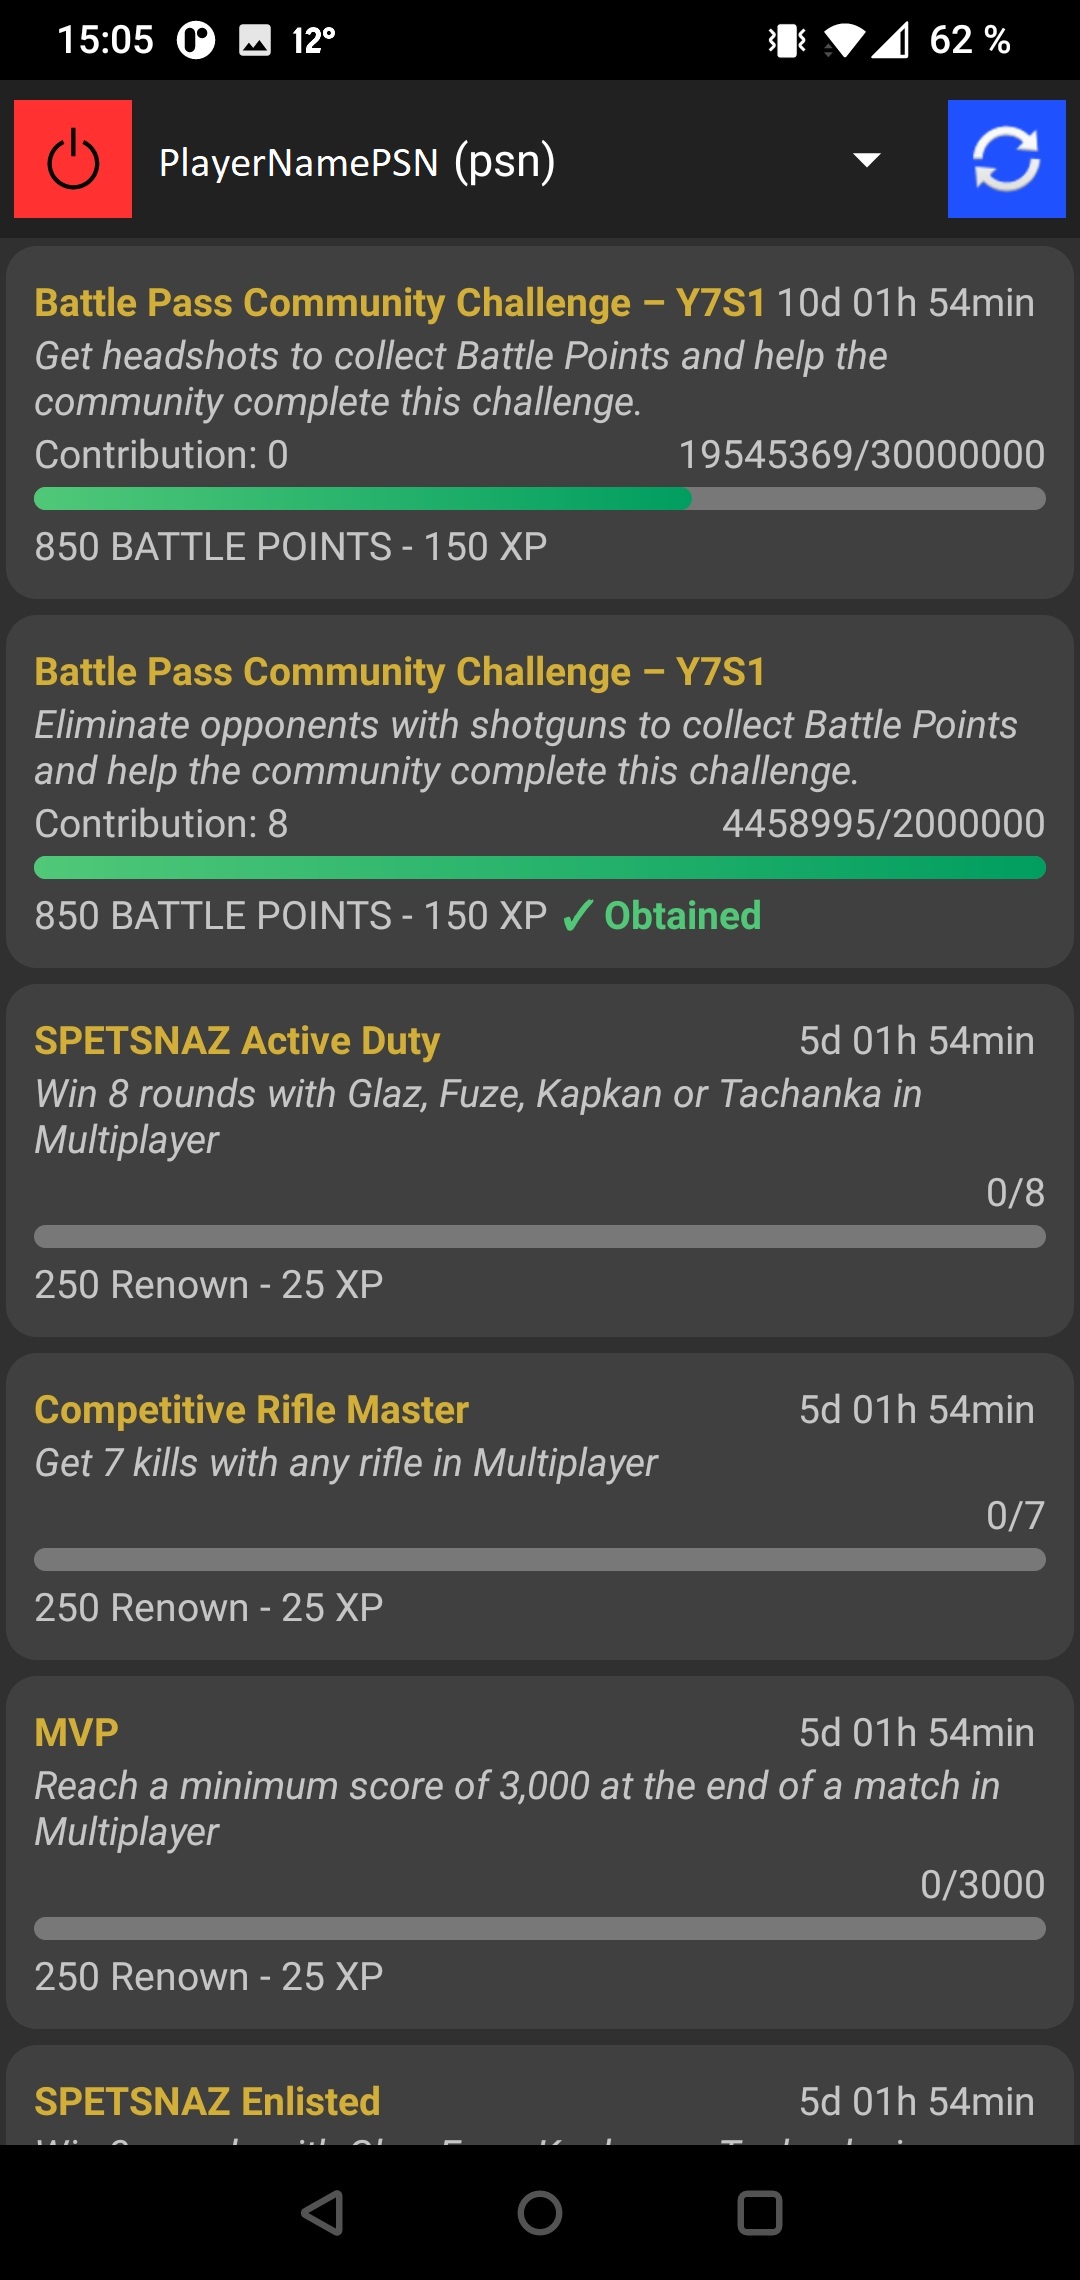 15:05 12° 62 %
PlayerNamePSN (psn)
Battle Pass Community Challenge – Y7S1 10d 01h 54min
Get headshots to collect Battle Points and help the
community complete this challenge.
Contribution: 0 19545369/30000000
850 BATTLE POINTS - 150 XP
Battle Pass Community Challenge – Y7S1
Eliminate opponents with shotguns to collect Battle Points
and help the community complete this challenge.
Contribution: 8 4458995/2000000
850 BATTLE POINTS - 150 XP ✓ Obtained
SPETSNAZ Active Duty 5d 01h 54min
Win 8 rounds with Glaz, Fuze, Kapkan or Tachanka in
Multiplayer
0/8
250 Renown - 25 XP
Competitive Rifle Master 5d 01h 54min
Get 7 kills with any rifle in Multiplayer
0/7
250 Renown - 25 XP
MVP 5d 01h 54min
Reach a minimum score of 3,000 at the end of a match in
Multiplayer
0/3000
250 Renown - 25 XP
SPETSNAZ Enlisted 5d 01h 54min